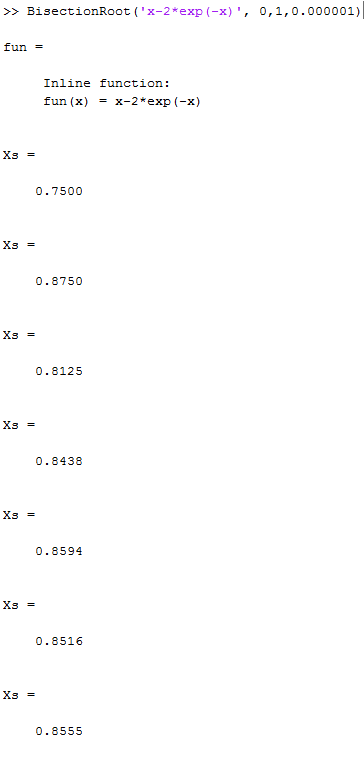 >> BisectionRoot('x-2*exp(-x)', 0,1,0.000001)
fun =
Inline function:
fun(x) = x-2*exp(-x)
Xs =
0.7500
Xs =
0.8750
Xs =
0.8125
Xs =
0.8438
Xs =
0.8594
Xs =
0.8516
Xs =
0.8555